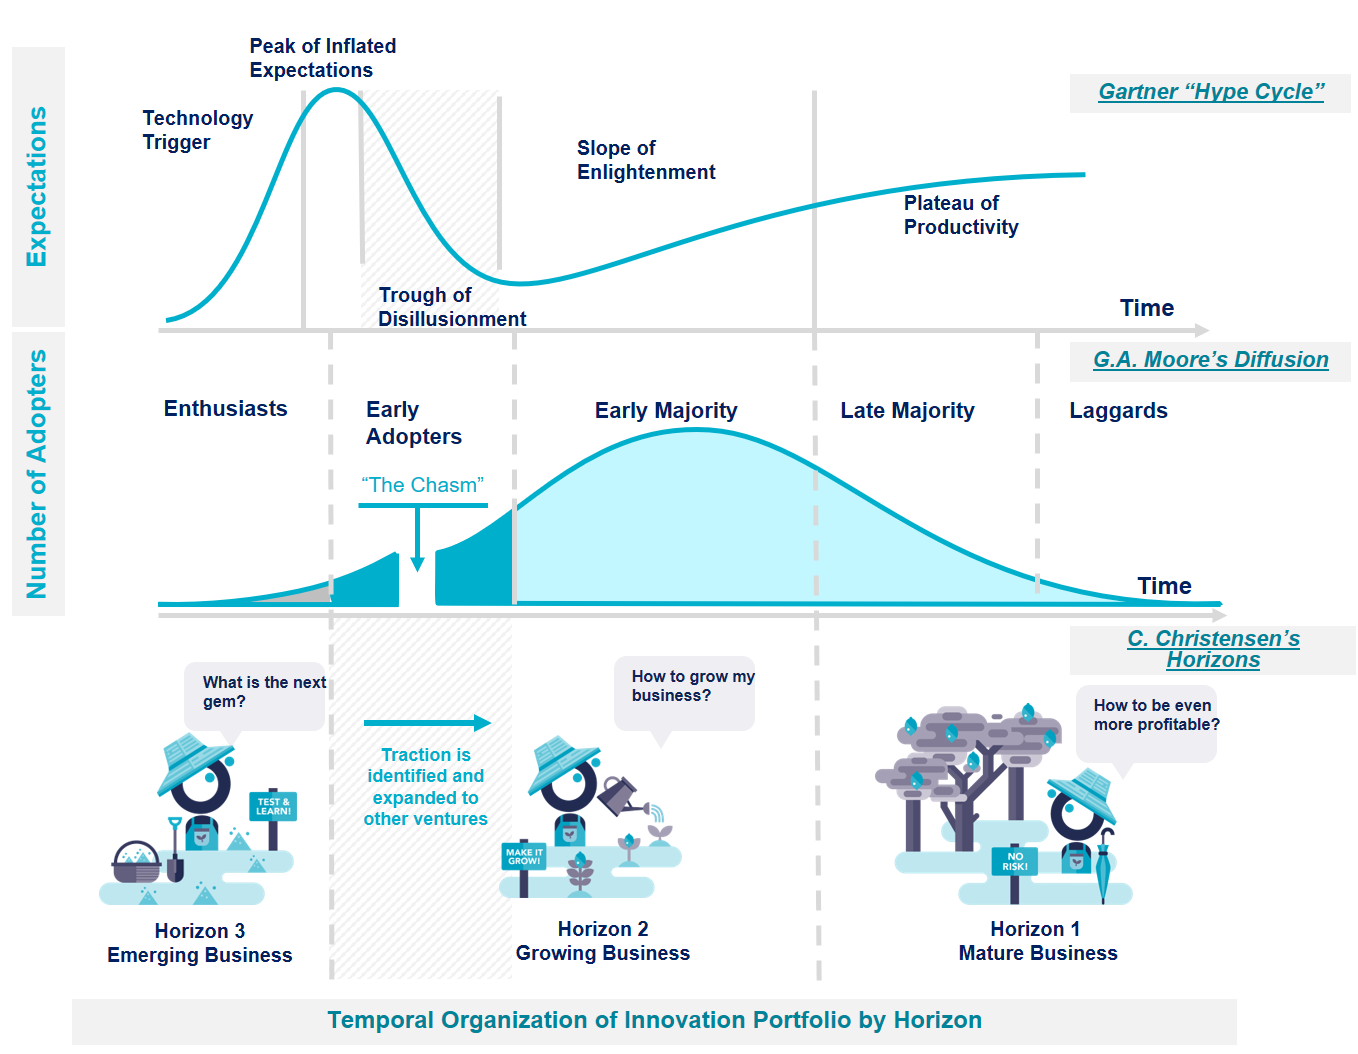 Peak of Inflated
Expectations
Technology
Trigger
Gartner “Hype Cycle”
Slope of
Enlightenment
Plateau of
Productivity
Trough of
Disillusionment
Time
Expectations
G.A. Moore’s Diffusion
Enthusiasts
Early
Adopters
Early Majority
Late Majority
Laggards
“The Chasm”
Time
Number of Adopters
C. Christensen’s
Horizons
What is the next
gem?
TEST &
LEARN!
Traction is
identified and
expanded to
other ventures
How to grow my
business?
MAKE IT
GROW!
How to be even
more profitable?
NO
RISK!
Horizon 3
Emerging Business
Horizon 2
Growing Business
Horizon 1
Mature Business
Temporal Organization of Innovation Portfolio by Horizon